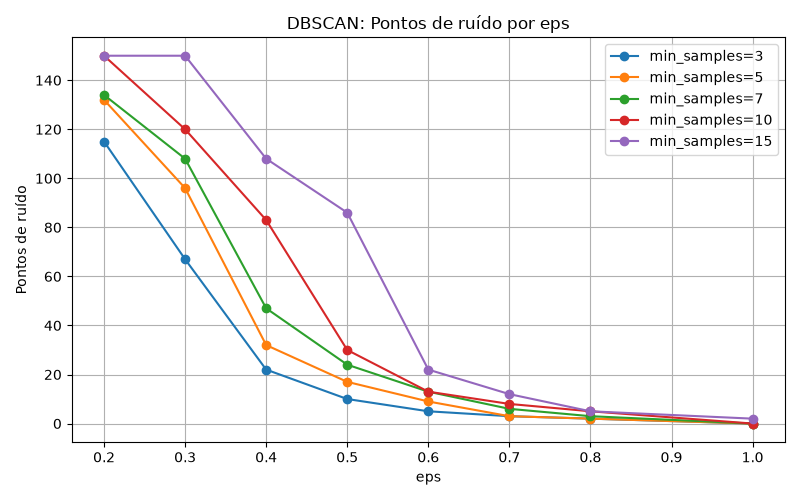 DBSCAN: Pontos de ruído por eps
min_samples=3
min_samples=5
min_samples=7
min_samples=10
min_samples=15
Pontos de ruído
140
120
100
80
60
40
20
0
0.2 0.3 0.4 0.5 0.6 0.7 0.8 0.9 1.0
eps